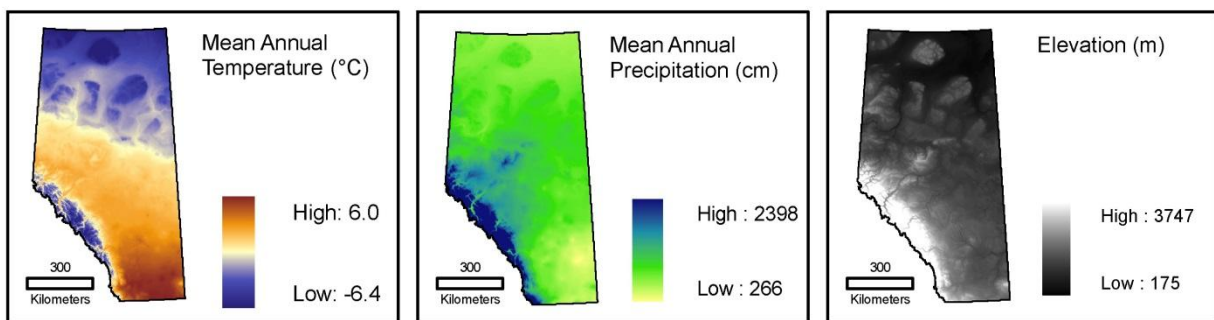 Mean Annual
Temperature (°C)
High: 6.0
Low: -6.4
300
Kilometers
Mean Annual
Precipitation (cm)
High : 2398
Low : 266
300
Kilometers
Elevation (m)
High : 3747
Low : 175
300
Kilometers